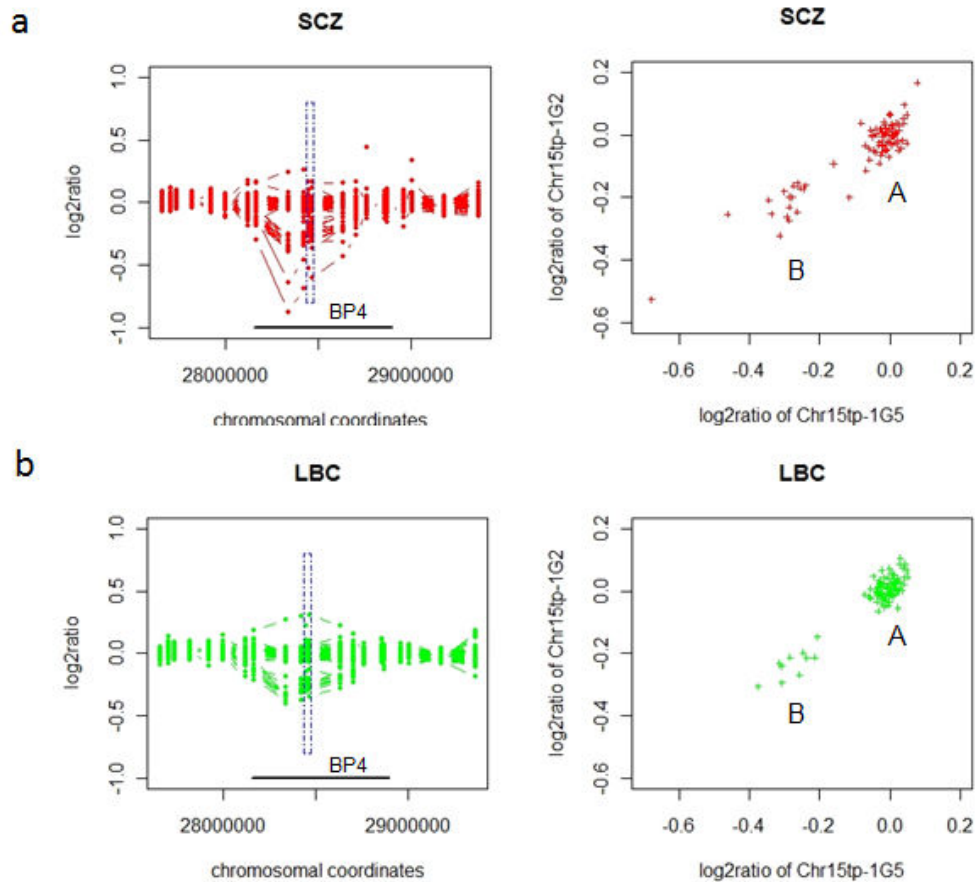 a
SCZ
log2ratio
1.0
0.5
0.0
-0.5
-1.0
BP4
28000000
29000000
chromosomal coordinates
SCZ
log2ratio of Chr15tp-1G2
0.2
0.0
-0.2
-0.4
-0.6
A
B
-0.6
-0.4
-0.2
0.0
0.2
log2ratio of Chr15tp-1G5
b
LBC
log2ratio
1.0
0.5
0.0
-0.5
-1.0
BP4
28000000
29000000
chromosomal coordinates
LBC
log2ratio of Chr15tp-1G2
0.2
0.0
-0.2
-0.4
-0.6
A
B
-0.6
-0.4
-0.2
0.0
0.2
log2ratio of Chr15tp-1G5